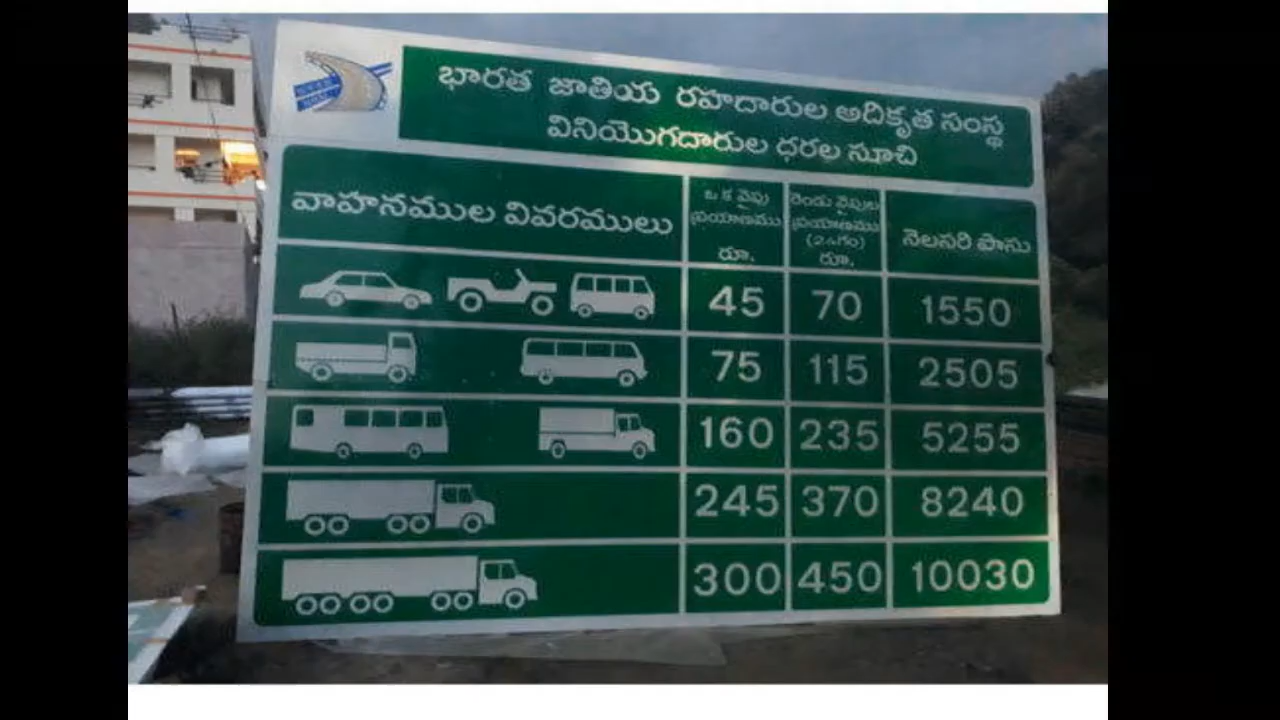 భారత జాతియ రహదారుల అదికృత సంస్థ
వినియొగదారుల ధరల సూచి
వాహనముల వివరములు
ఒక వైపు
ప్రయాణము
రూ.
రెండు వైపుల
ప్రయాణము
(24గం)
రూ.
నెలసరి పాసు
45 70 1550
75 115 2505
160 235 5255
245 370 8240
300 450 10030